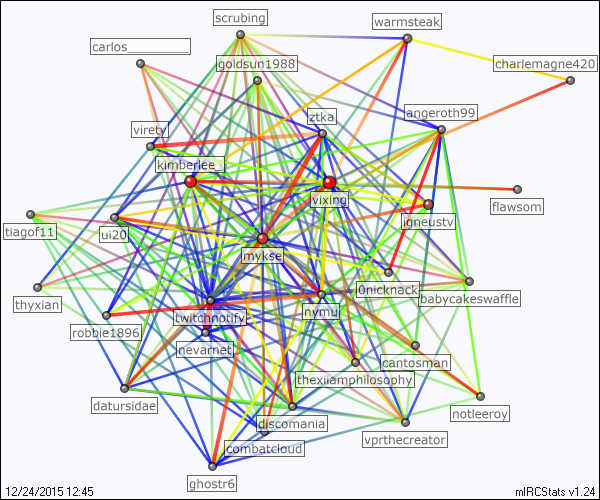 scrubing
warmsteak
carlos_________
goldsun1988
charlemagne420
ztka
angeroth99
virety
kimberlee_
vixing
flawsom
tiagof11
ui20
igneustv
mykse
thyxian
0nicknack
babycakeswaffle
twitchnotify
nymu
robbie1896
nevarnet
cantosman
thexiiamphilosophy
datursidae
notleeroy
discomania
vprthecreator
combatcloud
ghostr6
12/24/2015 12:45
mIRCStats v1.24